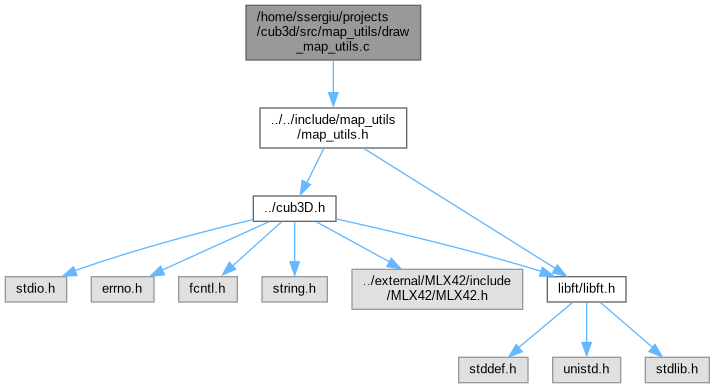 /home/ssergiu/projects
/cub3d/src/map_utils/draw
_map_utils.c
../../include/map_utils
/map_utils.h
../cub3D.h
stdio.h
errno.h
fcntl.h
string.h
../external/MLX42/include
/MLX42/MLX42.h
libft/libft.h
stddef.h
unistd.h
stdlib.h